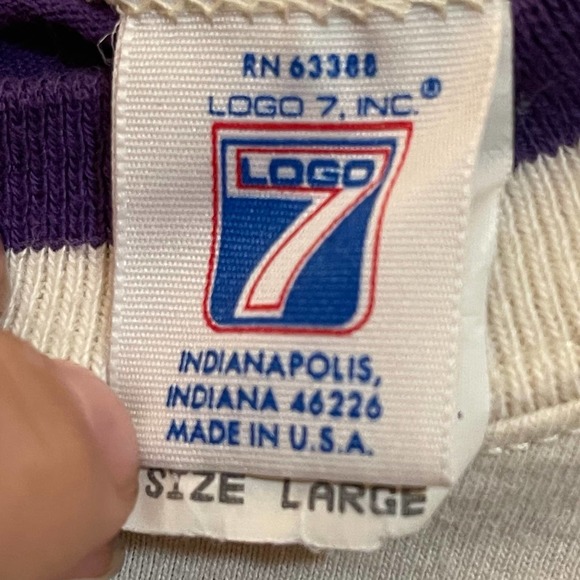 RN 63388
LOGO 7, INC.®
LOGO
7
INDIANAPOLIS,
INDIANA 46226
MADE IN U.S.A.
SIZE LARGE